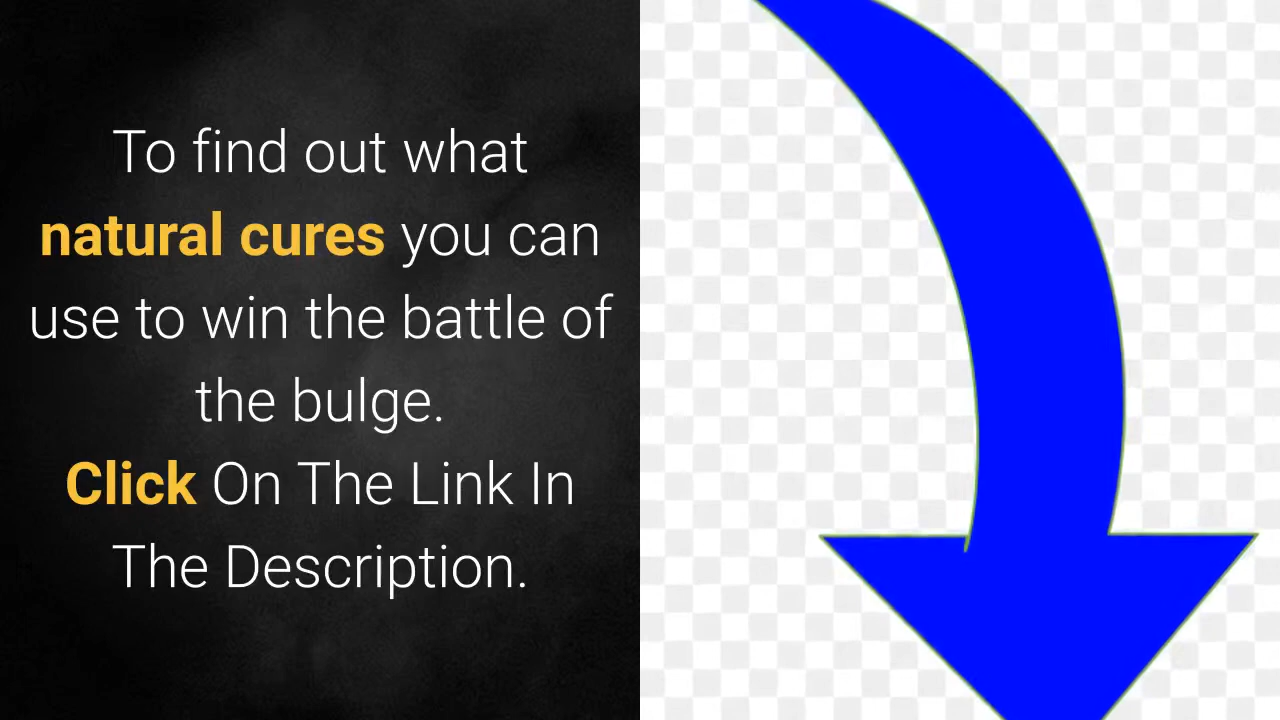 To find out what
natural cures you can
use to win the battle of
the bulge.
Click On The Link In
The Description.